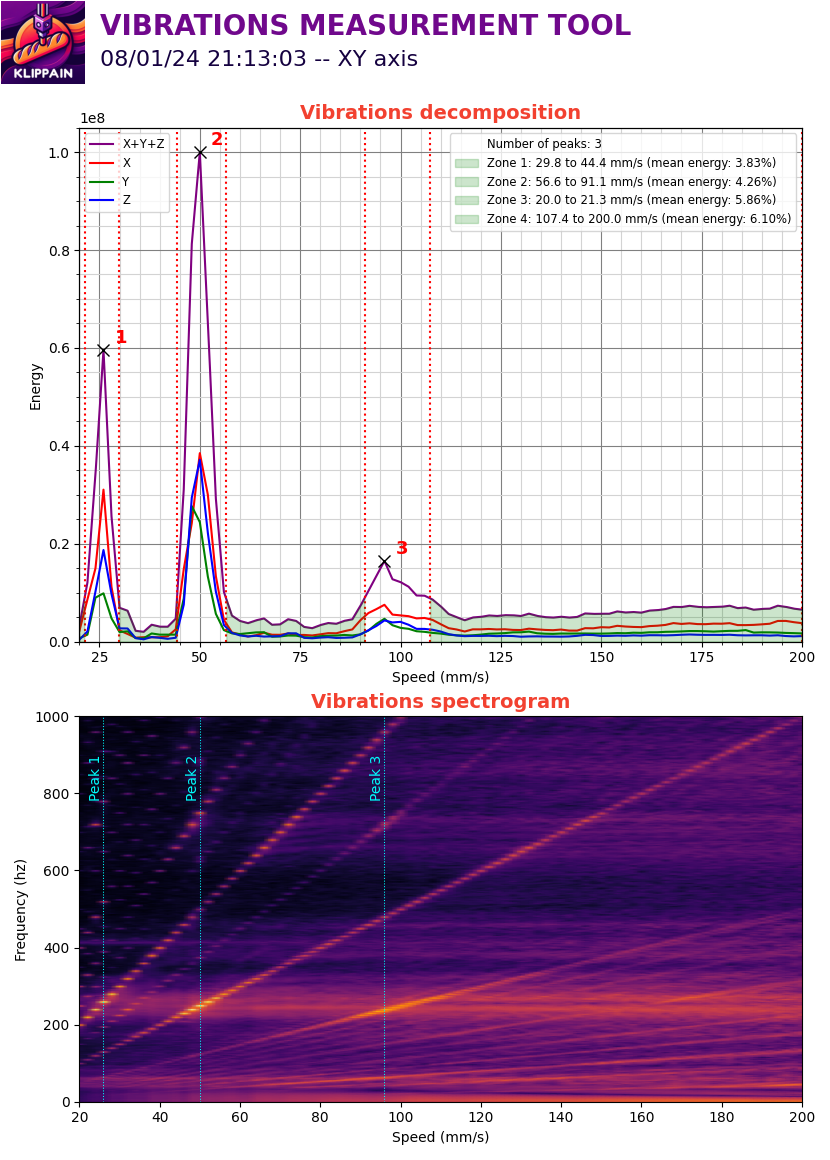 KLIPPAIN
VIBRATIONS MEASUREMENT TOOL
08/01/24 21:13:03 -- XY axis
Vibrations decomposition
1e8
X+Y+Z
X
Y
Z
Number of peaks: 3
Zone 1: 29.8 to 44.4 mm/s (mean energy: 3.83%)
Zone 2: 56.6 to 91.1 mm/s (mean energy: 4.26%)
Zone 3: 20.0 to 21.3 mm/s (mean energy: 5.86%)
Zone 4: 107.4 to 200.0 mm/s (mean energy: 6.10%)
1
2
3
1.0
0.8
0.6
0.4
0.2
0.0
Energy
25 50 75 100 125 150 175 200
Speed (mm/s)
Vibrations spectrogram
Peak 1
Peak 2
Peak 3
1000
800
600
400
200
0
Frequency (hz)
20 40 60 80 100 120 140 160 180 200
Speed (mm/s)